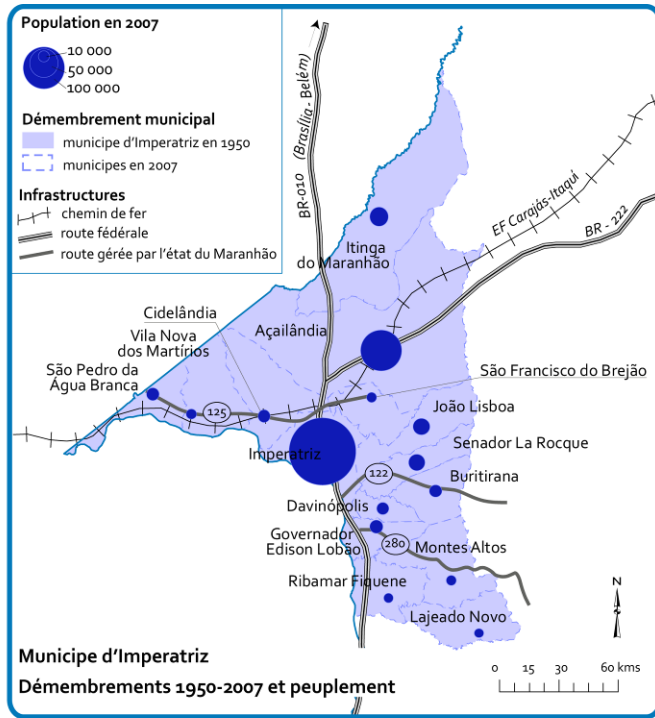 Population en 2007
10 000
50 000
100 000
Démembrement municipal
municipe d'Imperatriz en 1950
municipes en 2007
Infrastructures
chemin de fer
route fédérale
route gérée par l'état du Maranhão
BR-010 (Brasília - Belém)
EF Carajás-Itaquí
BR - 222
Itinga
do Maranhão
Cidelândia
Açailândia
Vila Nova
dos Martírios
São Pedro da
Água Branca
São Francisco do Brejão
125
João Lisboa
Senador La Rocque
Imperatriz
122
Buritirana
Davinópolis
Governador
Edison Lobão
280
Montes Altos
Ribamar Fiquene
Lajeado Novo
N
Municipe d'Imperatriz
Démembrements 1950-2007 et peuplement
0 15 30 60 kms